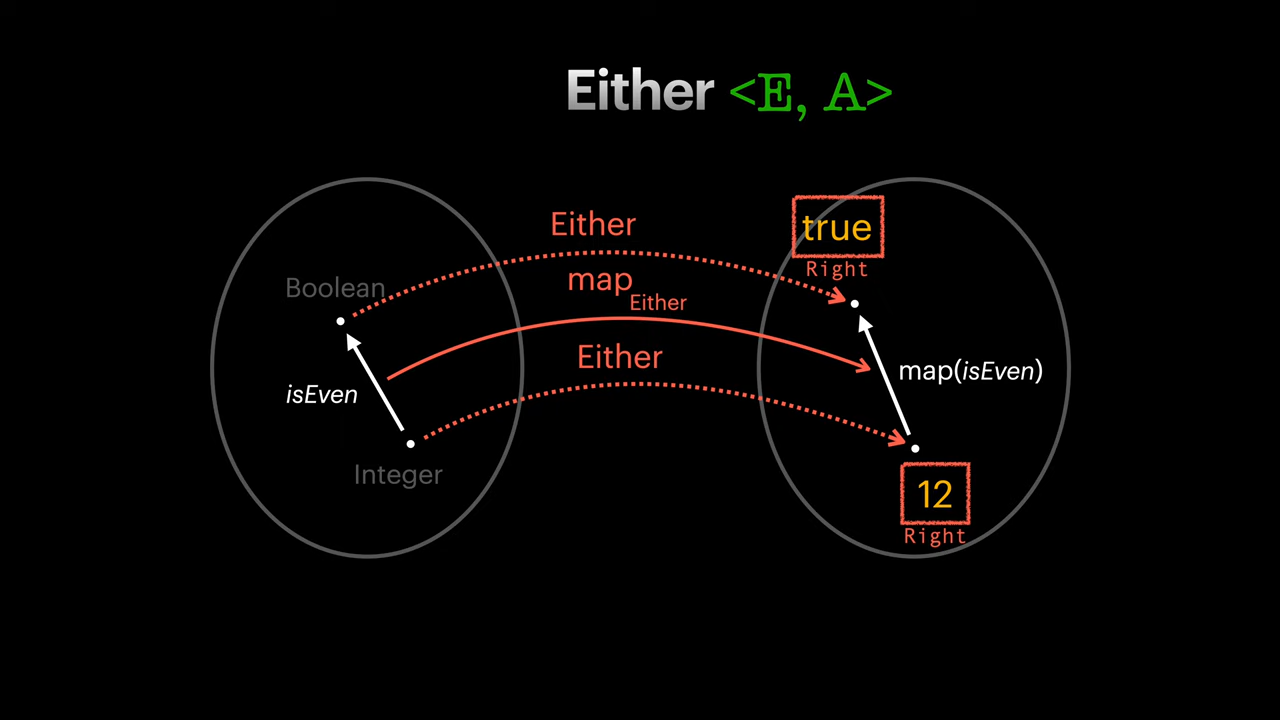 Either <E, A>
Either
true
Right
map
Either
Boolean
Either
isEven
map(isEven)
Integer
12
Right